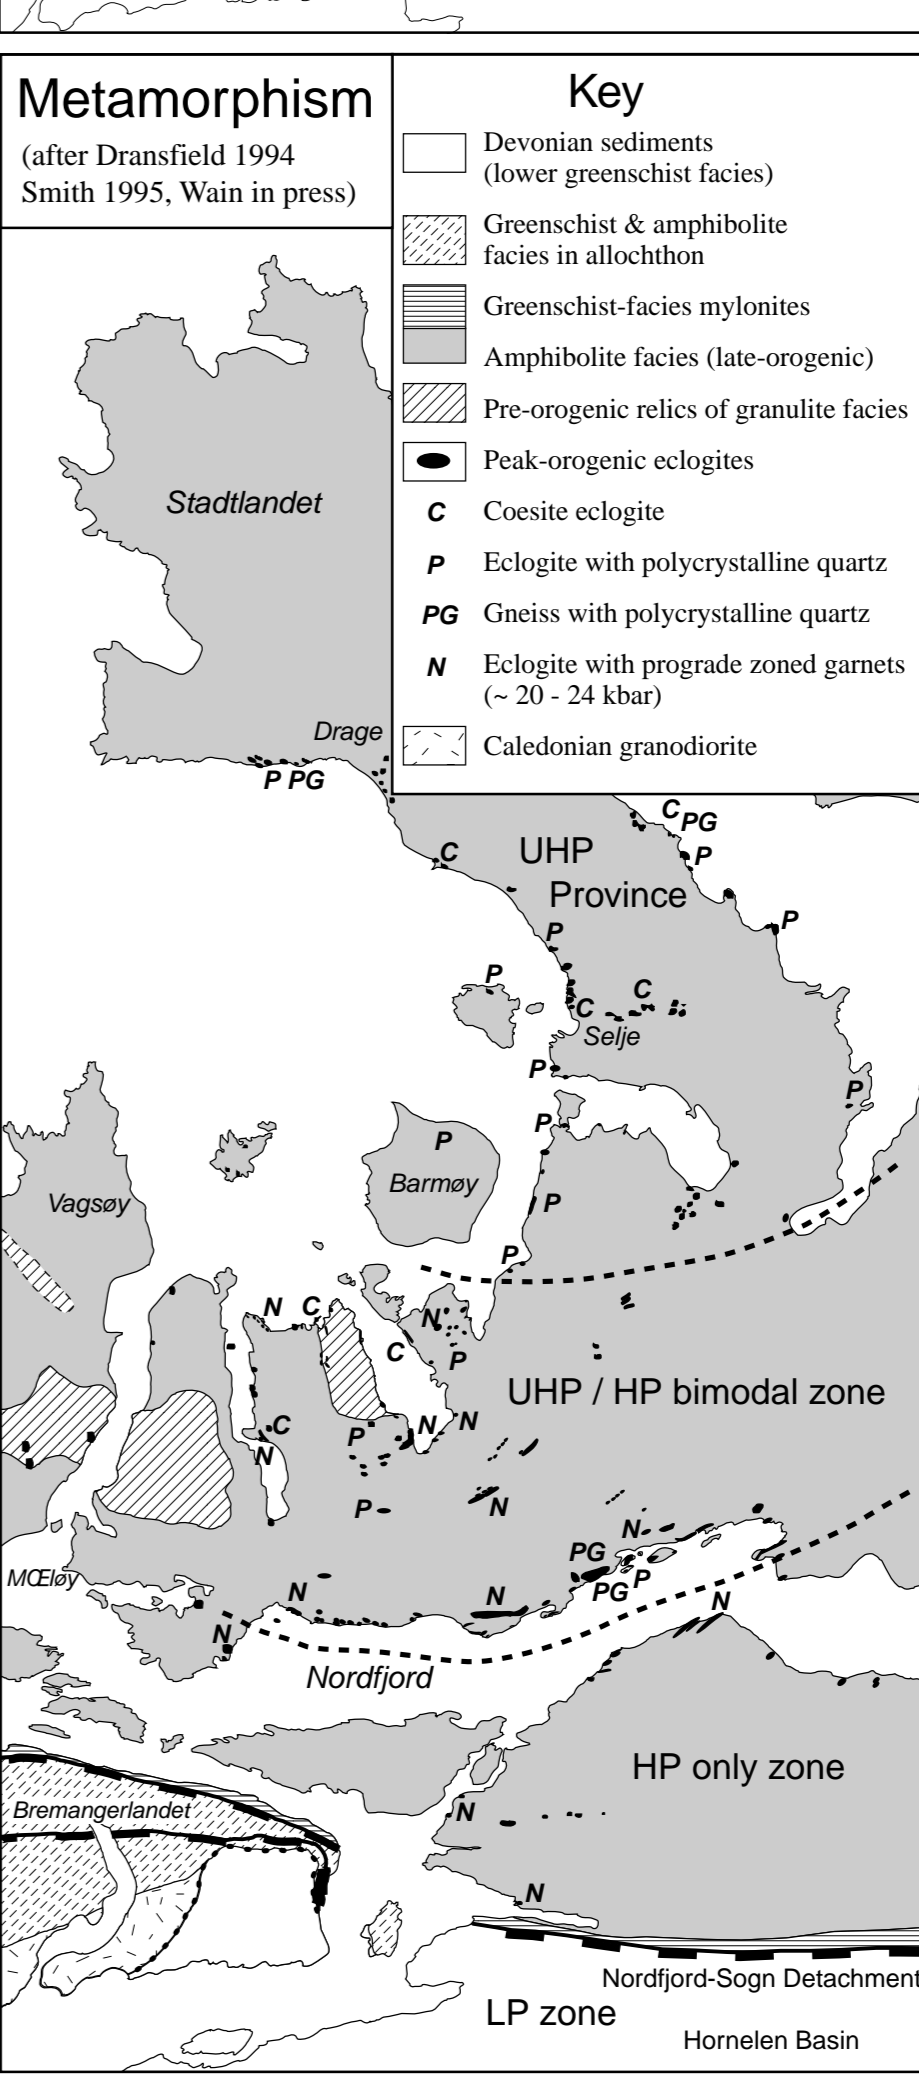 Metamorphism
(after Dransfield 1994
Smith 1995, Wain in press)
Key
Devonian sediments
(lower greenschist facies)
Greenschist & amphibolite
facies in allochthon
Greenschist-facies mylonites
Amphibolite facies (late-orogenic)
Pre-orogenic relics of granulite facies
Peak-orogenic eclogites
C Coesite eclogite
P Eclogite with polycrystalline quartz
PG Gneiss with polycrystalline quartz
N Eclogite with prograde zoned garnets
(~ 20 - 24 kbar)
Caledonian granodiorite
Stadtlandet
Drage
P PG
C
PG
C
P
UHP
Province
P
P
P
C
C
Selje
P
P
P
P
Barmøy
Vagsøy
P
P
N
C
N
C
P
UHP / HP bimodal zone
C
P
N
N
N
P
N
N
PG
P
PG
MŒløy
N
N
N
N
Nordfjord
HP only zone
Bremangerlandet
N
N
Nordfjord-Sogn Detachment
LP zone
Hornelen Basin